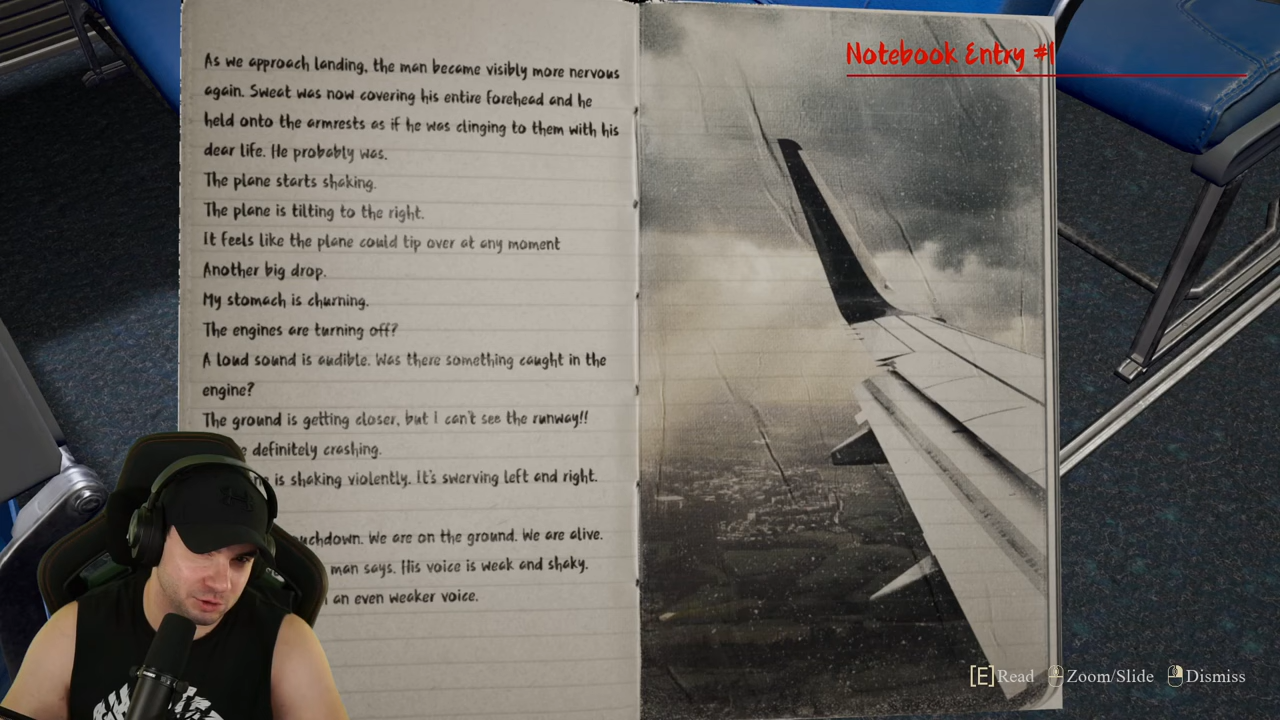 Notebook Entry #1
As we approach landing, the man became visibly more nervous
again. Sweat was now covering his entire forehead and he
held onto the armrests as if he was clinging to them with his
dear life. He probably was.
The plane starts shaking.
The plane is tilting to the right.
It feels like the plane could tip over at any moment
Another big drop.
My stomach is churning.
The engines are turning off?
A loud sound is audible. Was there something caught in the
engine?
The ground is getting closer, but I can't see the runway!!
definitely crashing.
is shaking violently. It's swerving left and right.
We are on the ground. We are alive.
man says. His voice is weak and shaky.
an even weaker voice.
[E]Read Zoom/Slide Dismiss